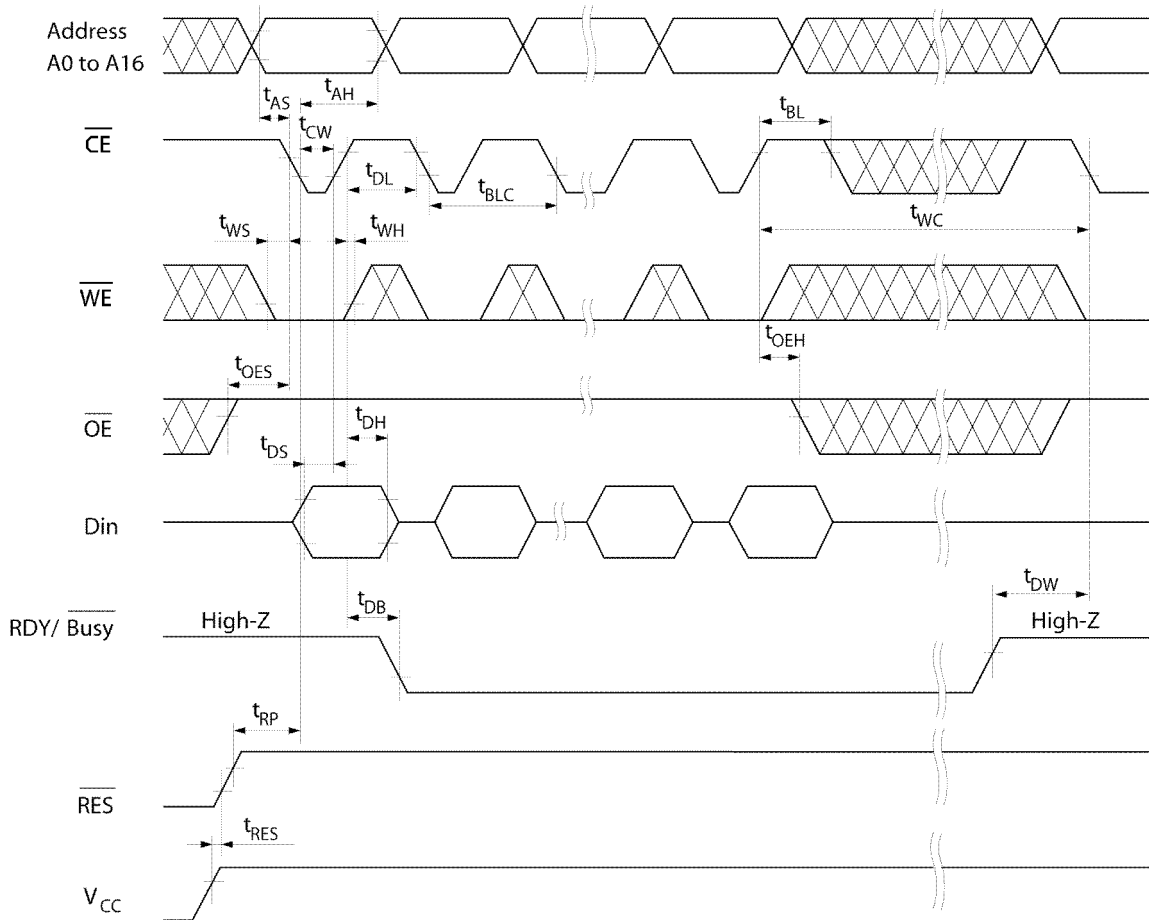 Address
A0 to A16
tAS
tAH
tBL
CE
tCW
tDL
tBLC
tWC
tWS
tWH
WE
tOEH
tOES
OE
tDH
tDS
Din
tDB
tDW
RDY/ Busy
High-Z
High-Z
tRP
RES
tRES
VCC